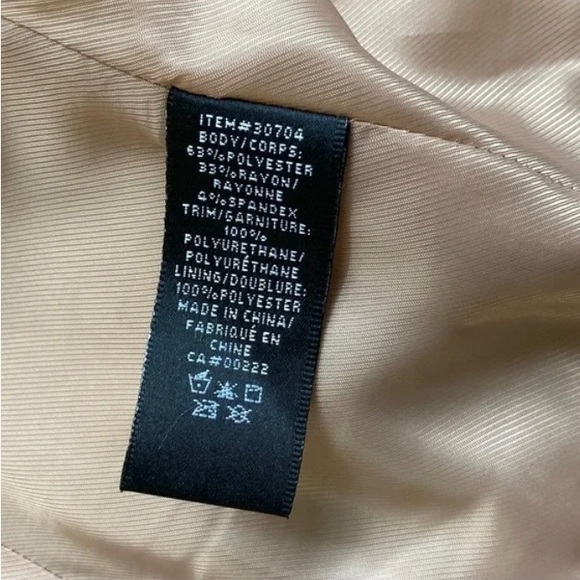 ITEM#30704
BODY/CORPS:
63%POLYESTER
33%RAYON/
RAYONNE
4%SPANDEX
TRIM/GARNITURE:
100%
POLYURETHANE/
POLYURÉTHANE
LINING/DOUBLURE:
100%POLYESTER
MADE IN CHINA/
FABRIQUÉ EN
CHINE
CA#00222